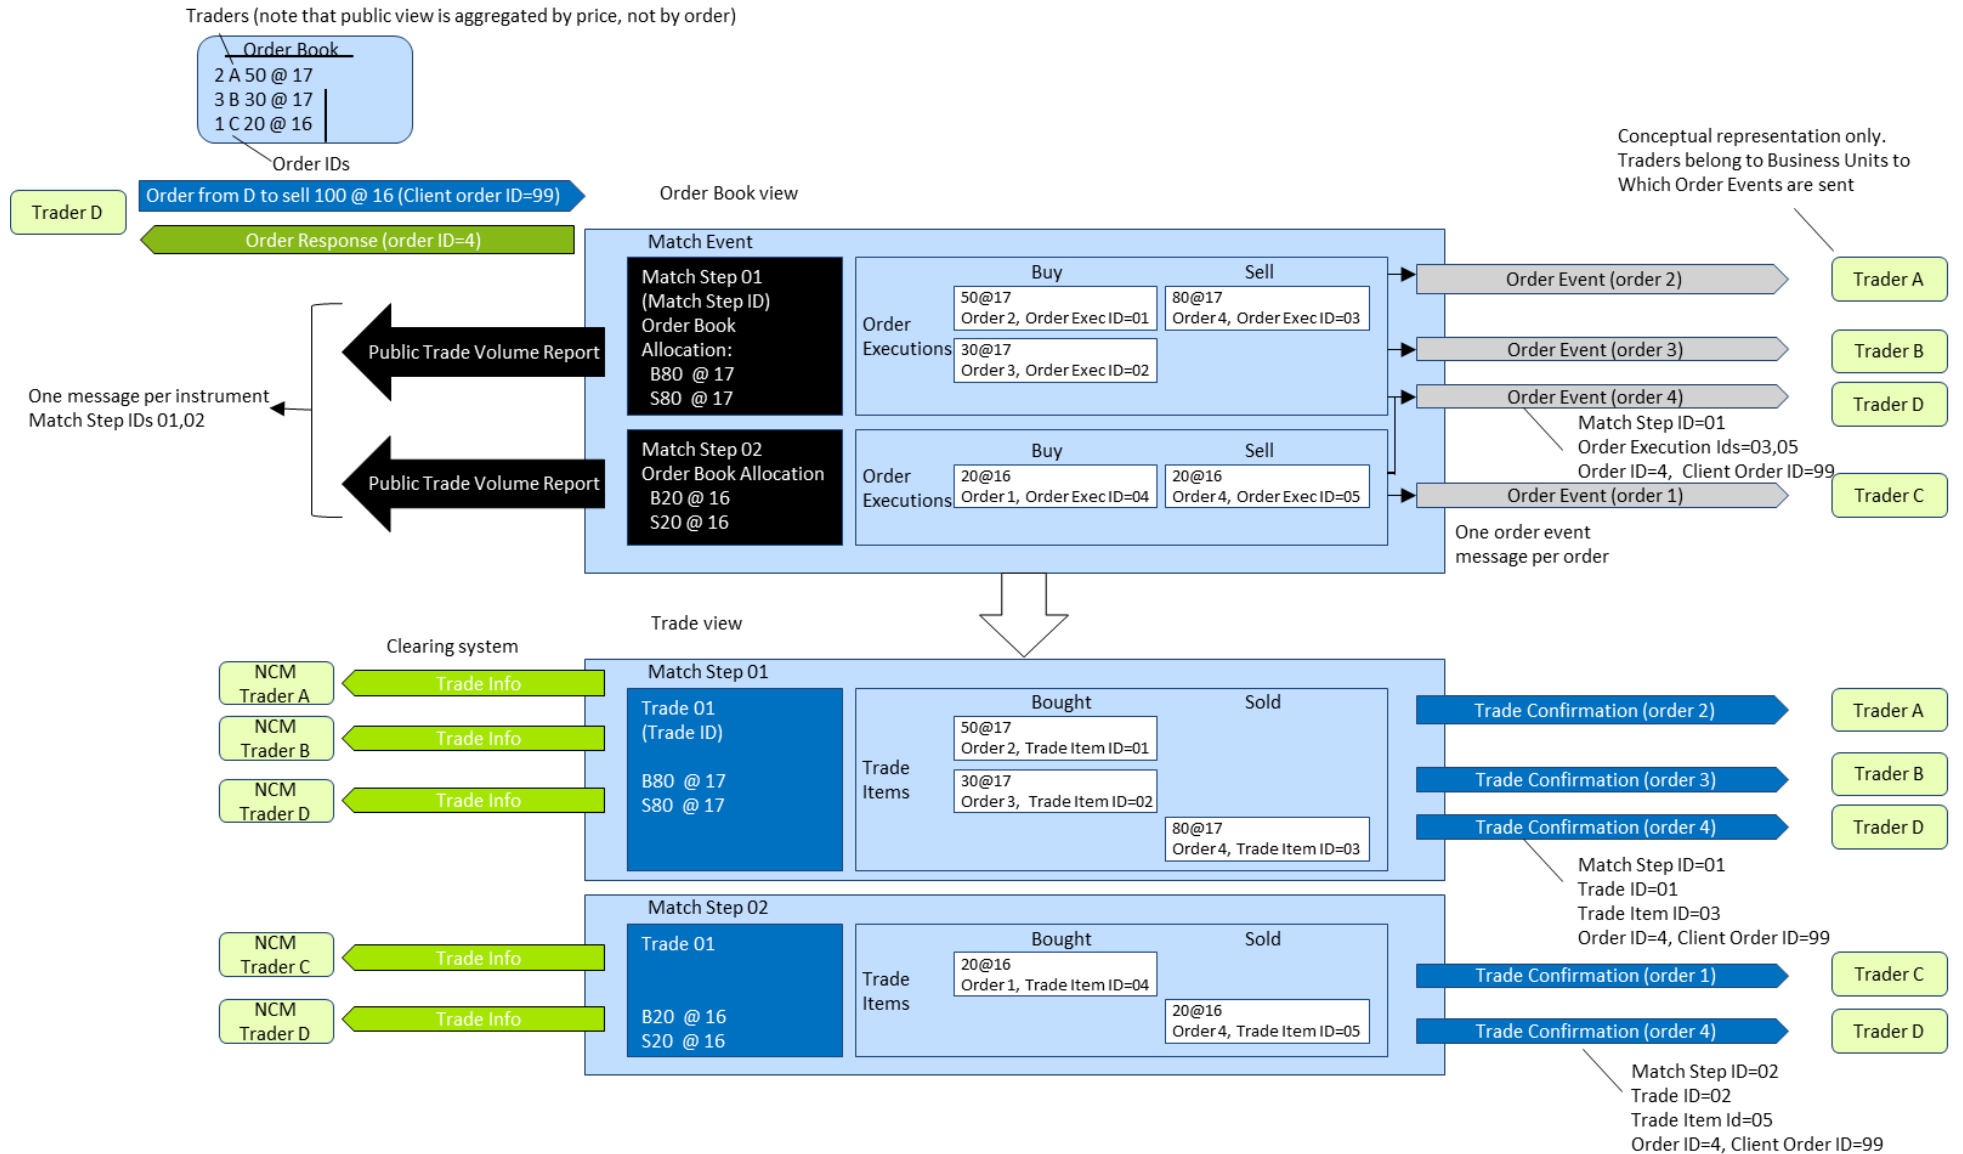 Traders (note that public view is aggregated by price, not by order)
Order Book
2 A 50 @ 17
3 B 30 @ 17
1 C 20 @ 16
Order IDs
Trader D
Order from D to sell 100 @ 16 (Client order ID=99)
Order Response (order ID=4)
Order Book view
Conceptual representation only.
Traders belong to Business Units to
Which Order Events are sent
Match Event
Match Step 01
(Match Step ID)
Order Book
Allocation:
B80 @ 17
S80 @ 17
Order
Executions
Buy
Sell
50@17
Order 2, Order Exec ID=01
80@17
Order 4, Order Exec ID=03
30@17
Order 3, Order Exec ID=02
Match Step 02
Order Book Allocation
B20 @ 16
S20 @ 16
Order
Executions
Buy
Sell
20@16
Order 1, Order Exec ID=04
20@16
Order 4, Order Exec ID=05
Public Trade Volume Report
Public Trade Volume Report
One message per instrument
Match Step IDs 01,02
Order Event (order 2)
Trader A
Order Event (order 3)
Trader B
Order Event (order 4)
Trader D
Match Step ID=01
Order Execution Ids=03,05
Order ID=4, Client Order ID=99
Order Event (order 1)
Trader C
One order event
message per order
Trade view
Clearing system
NCM
Trader A
Trade Info
NCM
Trader B
Trade Info
NCM
Trader D
Trade Info
Match Step 01
Trade 01
(Trade ID)
B80 @ 17
S80 @ 17
Trade
Items
Bought
Sold
50@17
Order 2, Trade Item ID=01
30@17
Order 3, Trade Item ID=02
80@17
Order 4, Trade Item ID=03
Trade Confirmation (order 2)
Trader A
Trade Confirmation (order 3)
Trader B
Trade Confirmation (order 4)
Trader D
Match Step ID=01
Trade ID=01
Trade Item ID=03
Order ID=4, Client Order ID=99
NCM
Trader C
Trade Info
NCM
Trader D
Trade Info
Match Step 02
Trade 01
B20 @ 16
S20 @ 16
Trade
Items
Bought
Sold
20@16
Order 1, Trade Item ID=04
20@16
Order 4, Trade Item ID=05
Trade Confirmation (order 1)
Trader C
Trade Confirmation (order 4)
Trader D
Match Step ID=02
Trade ID=02
Trade Item Id=05
Order ID=4, Client Order ID=99